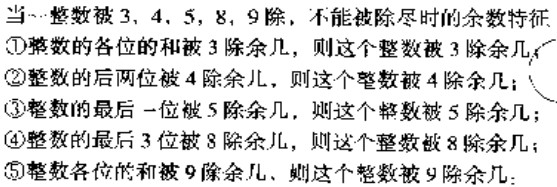 当一整数被3，4，5，8，9除，不能被除尽时的余数特征
①整数的各位的和被3除余几，则这个整数被3除余几；
②整数的后两位被4除余几，则这个整数被4除余几；
③整数的最后一位被5除余几，则这个整数被5除余几；
④整数的最后3位被8除余几，则这个整数被8除余几；
⑤整数各位的和被9除余几，则这个整数被9除余几；